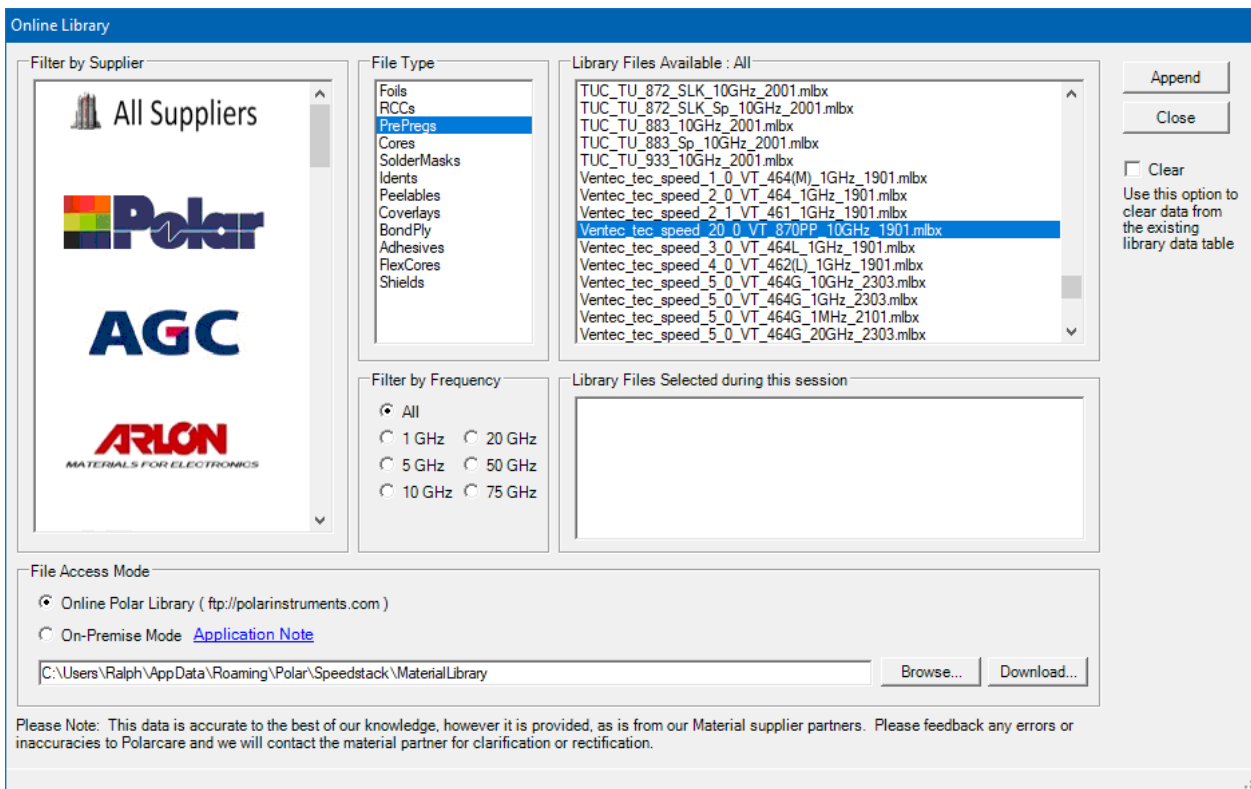 Online Library
Filter by Supplier
All Suppliers
Polar
AGC
ARLON
MATERIALS FOR ELECTRONICS
File Type
Foils
RCCs
PrePregs
Cores
SolderMasks
Idents
Peelables
Coverlays
BondPly
Adhesives
FlexCores
Shields
Library Files Available : All
TUC_TU_872_SLK_10GHz_2001.mlbx
TUC_TU_872_SLK_Sp_10GHz_2001.mlbx
TUC_TU_883_10GHz_2001.mlbx
TUC_TU_883_Sp_10GHz_2001.mlbx
TUC_TU_933_10GHz_2001.mlbx
Ventec_tec_speed_1_0_VT_464(M)_1GHz_1901.mlbx
Ventec_tec_speed_2_0_VT_464_1GHz_1901.mlbx
Ventec_tec_speed_2_1_VT_461_1GHz_1901.mlbx
Ventec_tec_speed_20_0_VT_870PP_10GHz_1901.mlbx
Ventec_tec_speed_3_0_VT_464L_1GHz_1901.mlbx
Ventec_tec_speed_4_0_VT_462(L)_1GHz_1901.mlbx
Ventec_tec_speed_5_0_VT_464G_10GHz_2303.mlbx
Ventec_tec_speed_5_0_VT_464G_1GHz_2303.mlbx
Ventec_tec_speed_5_0_VT_464G_1MHz_2101.mlbx
Ventec_tec_speed_5_0_VT_464G_20GHz_2303.mlbx
Append
Close
Clear
Use this option to
clear data from
the existing
library data table
Filter by Frequency
All
1 GHz 20 GHz
5 GHz 50 GHz
10 GHz 75 GHz
Library Files Selected during this session
File Access Mode
Online Polar Library ( ftp://polarinstruments.com )
On-Premise Mode Application Note
C:\Users\Ralph\AppData\Roaming\Polar\Speedstack\MaterialLibrary
Browse... Download...
Please Note: This data is accurate to the best of our knowledge, however it is provided, as is from our Material supplier partners. Please feedback any errors or
inaccuracies to Polarcare and we will contact the material partner for clarification or rectification.